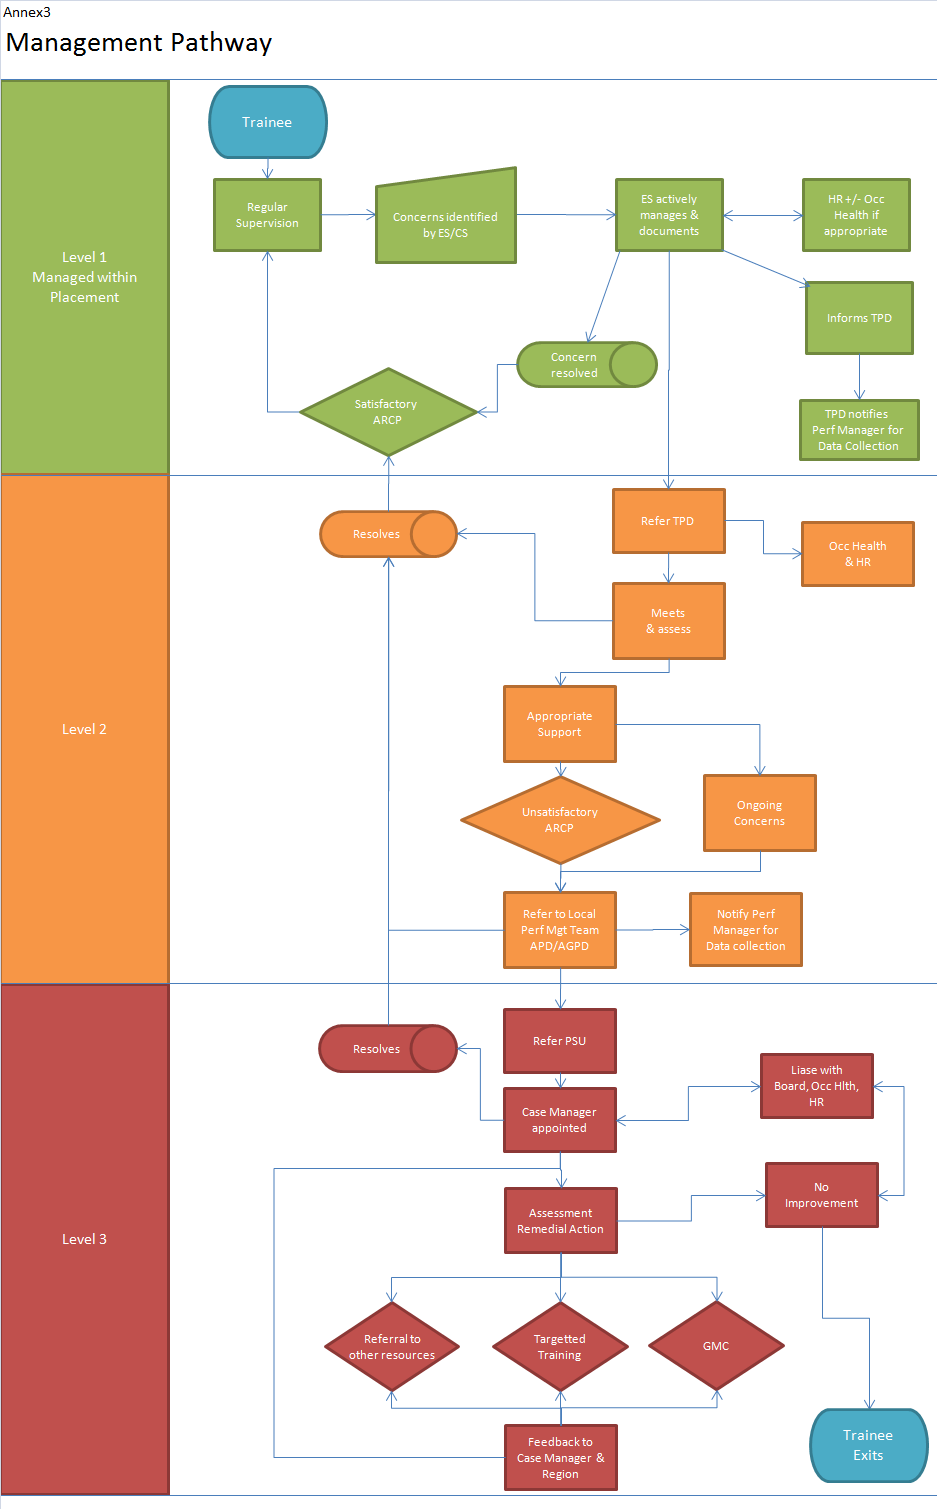 Annex3
Management Pathway
Trainee
Level 1
Managed within
Placement
Regular
Supervision
Concerns identified
by ES/CS
ES actively
manages &
documents
HR +/- Occ
Health if
appropriate
Informs TPD
Concern
resolved
Satisfactory
ARCP
TPD notifies
Perf Manager for
Data Collection
Level 2
Resolves
Refer TPD
Occ Health
& HR
Meets
& assess
Appropriate
Support
Unsatisfactory
ARCP
Ongoing
Concerns
Refer to Local
Perf Mgt Team
APD/AGPD
Notify Perf
Manager for
Data collection
Level 3
Resolves
Refer PSU
Case Manager
appointed
Liase with
Board, Occ Hlth,
HR
Assessment
Remedial Action
No
Improvement
Referral to
other resources
Targetted
Training
GMC
Feedback to
Case Manager &
Region
Trainee
Exits